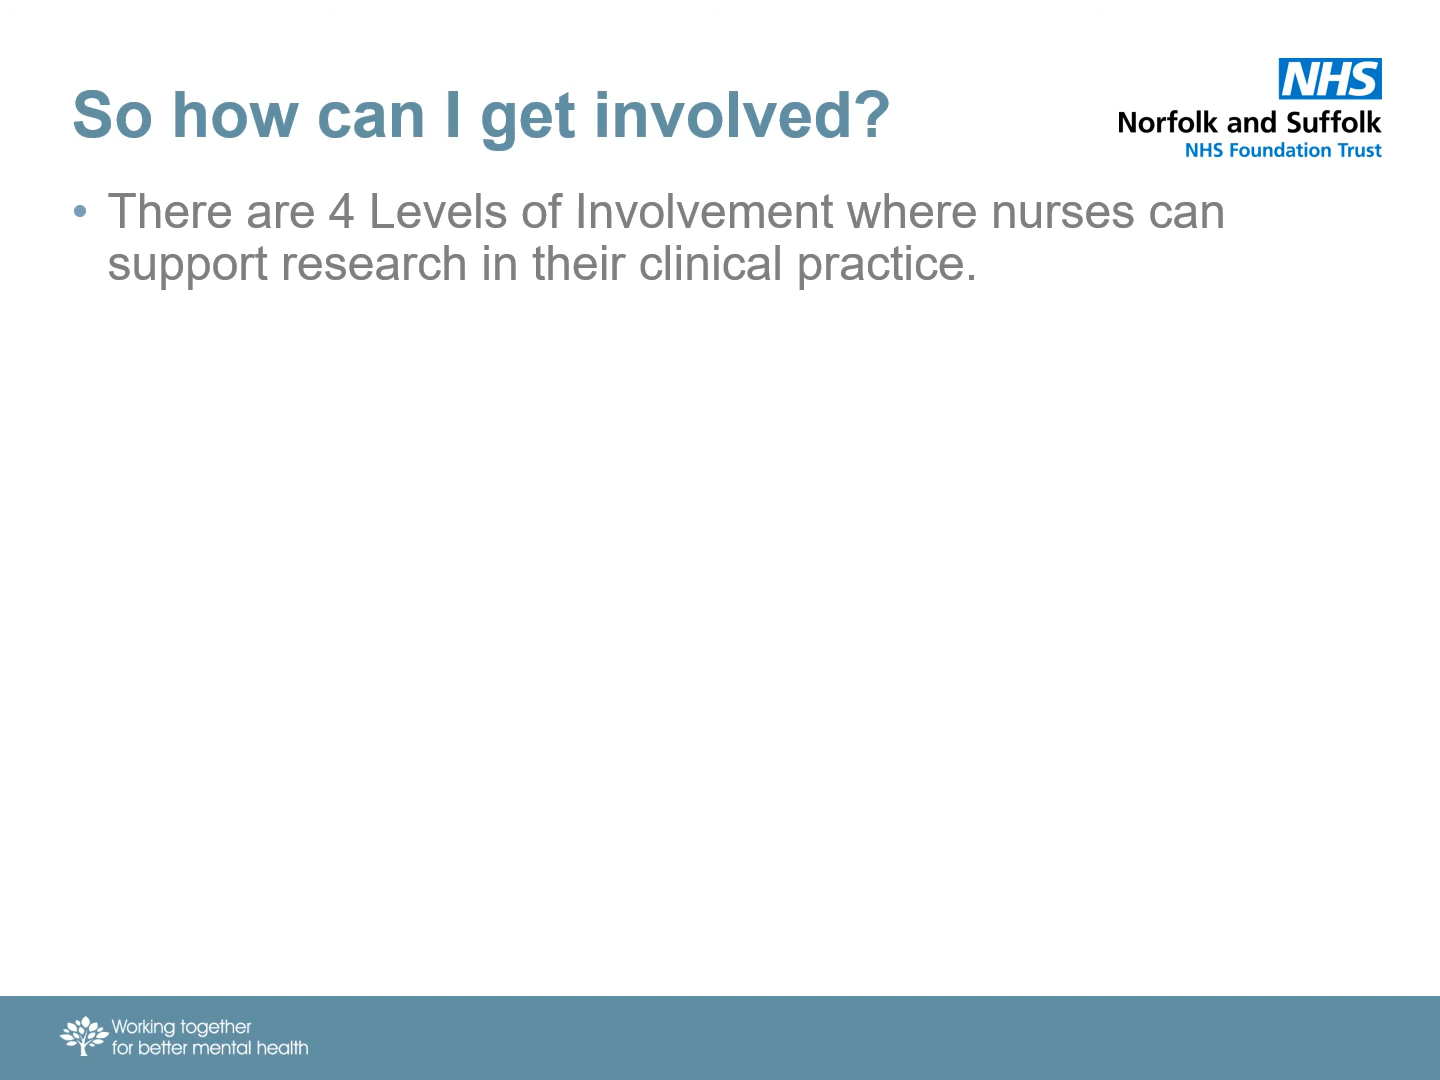 So how can I get involved?
NHS
Norfolk and Suffolk
NHS Foundation Trust
• There are 4 Levels of Involvement where nurses can
support research in their clinical practice.
Working together
for better mental health